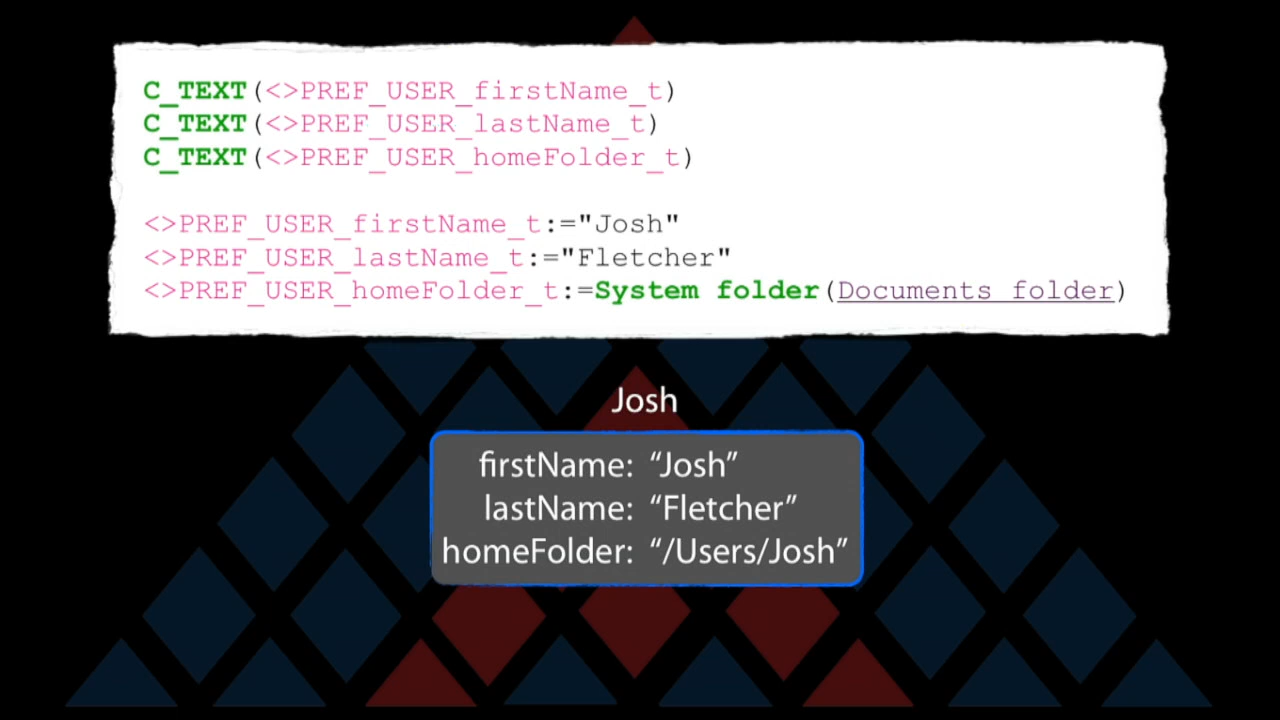 C_TEXT(<>PREF_USER_firstName_t)
C_TEXT(<>PREF_USER_lastName_t)
C_TEXT(<>PREF_USER_homeFolder_t)
<>PREF_USER_firstName_t:="Josh"
<>PREF_USER_lastName_t:="Fletcher"
<>PREF_USER_homeFolder_t:=System folder(Documents folder)
Josh
firstName: “Josh”
lastName: “Fletcher”
homeFolder: “/Users/Josh”